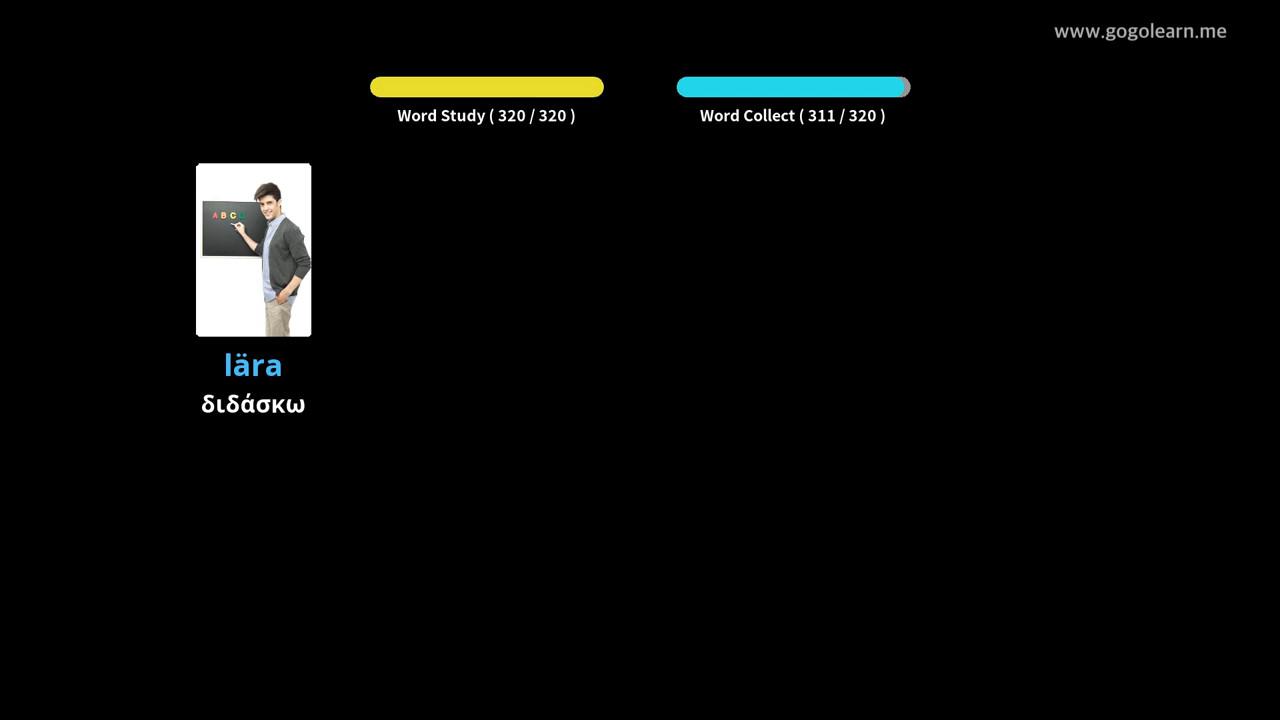 www.gogolearn.me
Word Study ( 320 / 320 )
Word Collect ( 311 / 320 )
A B C D
lära
διδάσκω